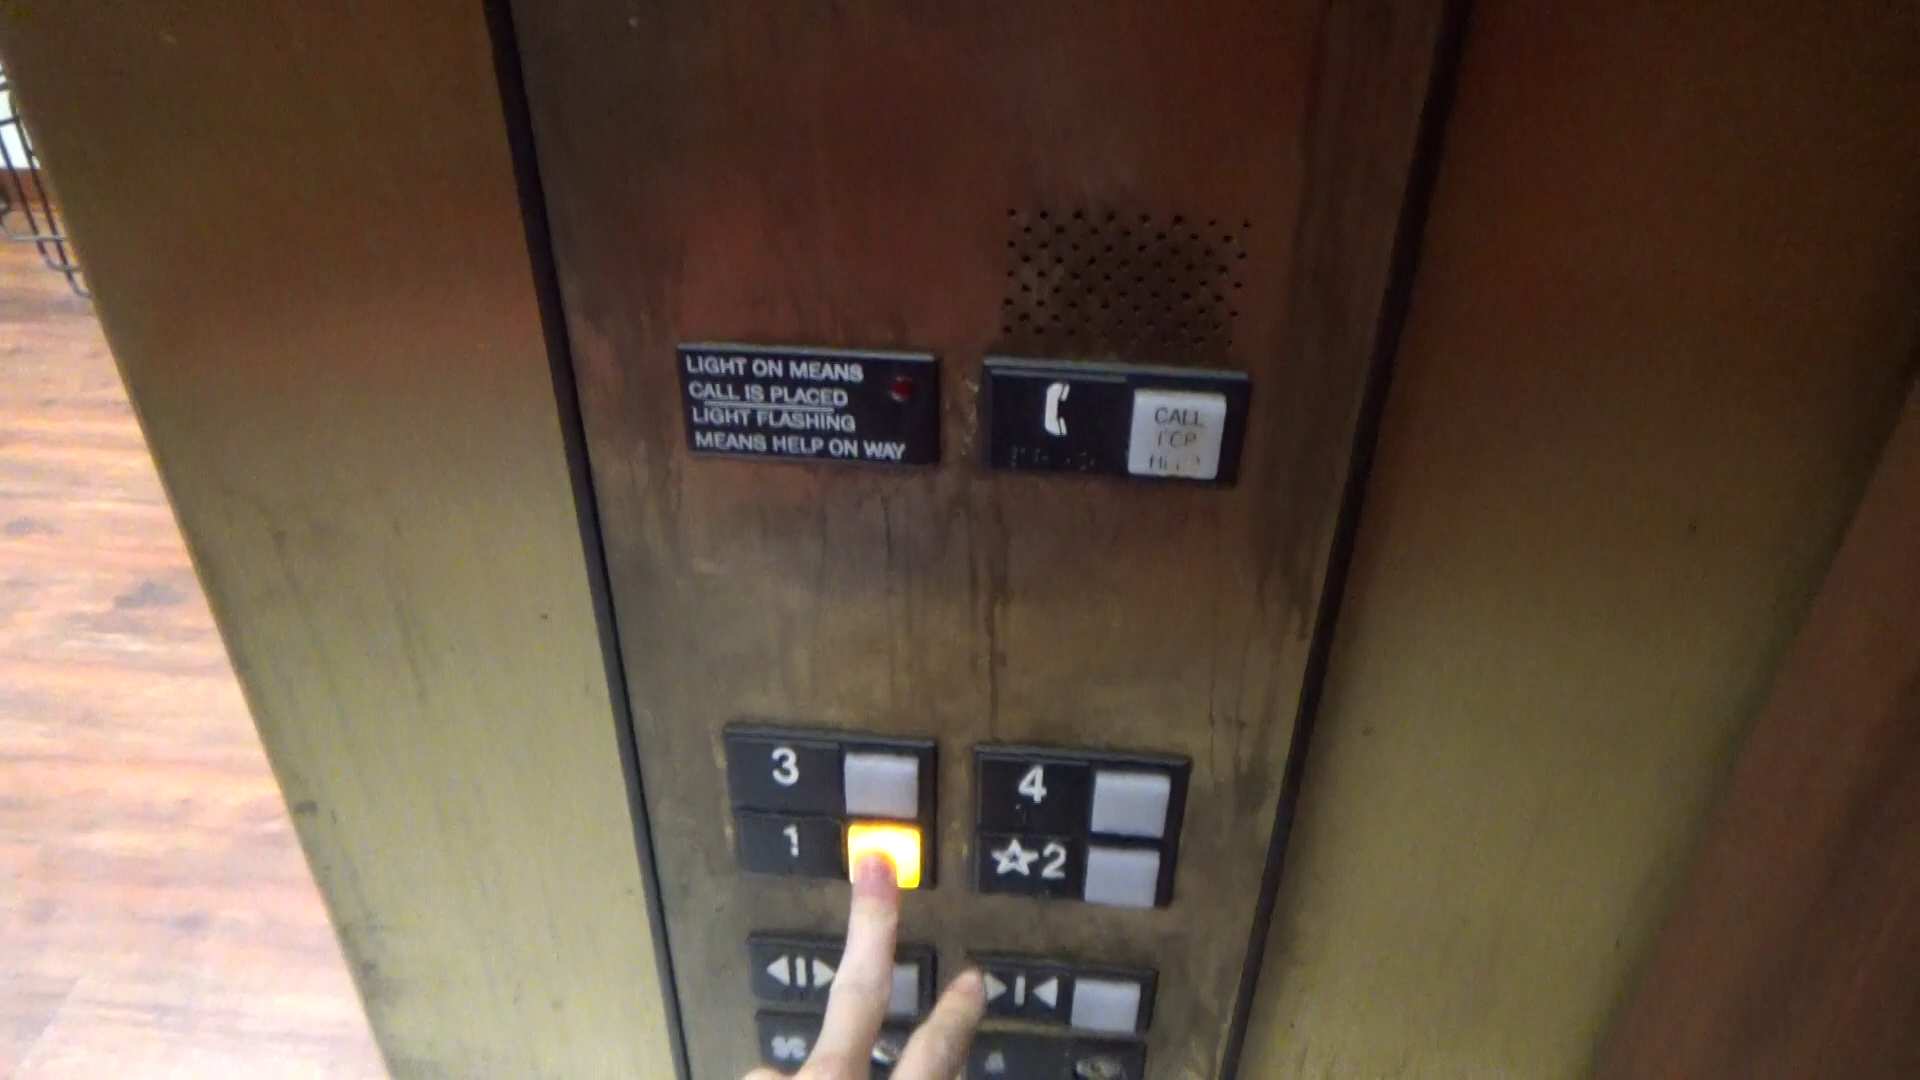 LIGHT ON MEANS
CALL IS PLACED
LIGHT FLASHING
MEANS HELP ON WAY
CALL
3
4
1
☆2